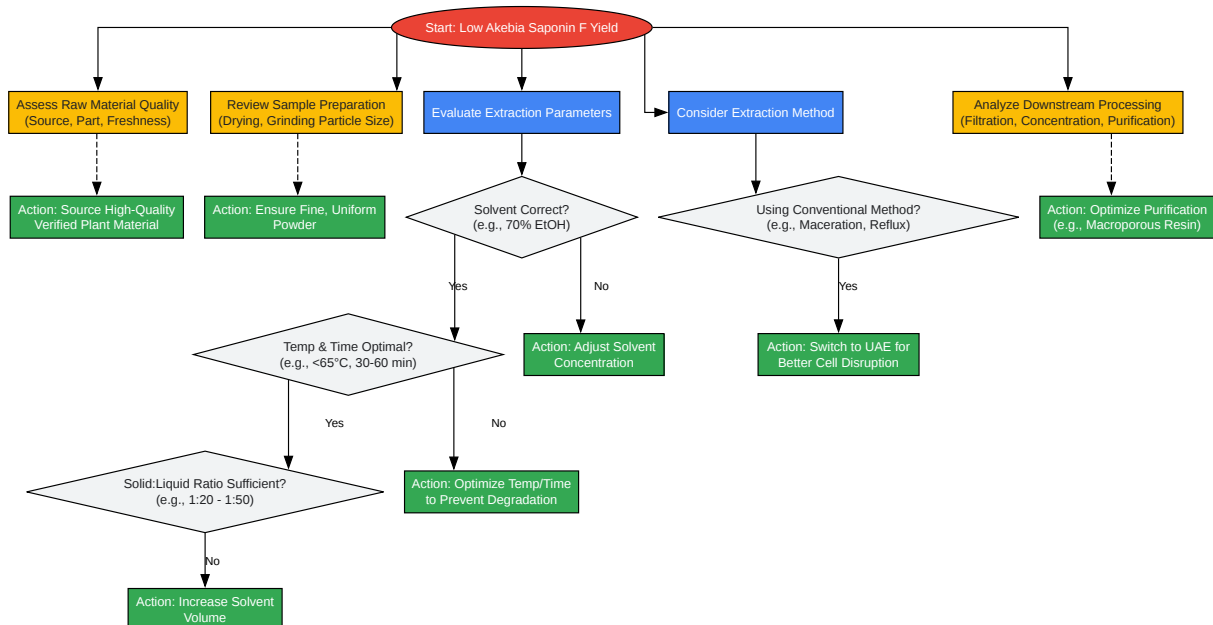 Start: Low Akebia Saponin F Yield
Assess Raw Material Quality
(Source, Part, Freshness)
Review Sample Preparation
(Drying, Grinding Particle Size)
Evaluate Extraction Parameters
Consider Extraction Method
Analyze Downstream Processing
(Filtration, Concentration, Purification)
Action: Source High-Quality
Verified Plant Material
Action: Ensure Fine, Uniform
Powder
Solvent Correct?
(e.g., 70% EtOH)
Using Conventional Method?
(e.g., Maceration, Reflux)
Action: Optimize Purification
(e.g., Macroporous Resin)
Yes
No
Yes
Temp & Time Optimal?
(e.g., <65°C, 30-60 min)
Action: Adjust Solvent
Concentration
Action: Switch to UAE for
Better Cell Disruption
Yes
No
Solid:Liquid Ratio Sufficient?
(e.g., 1:20 - 1:50)
Action: Optimize Temp/Time
to Prevent Degradation
No
Action: Increase Solvent
Volume